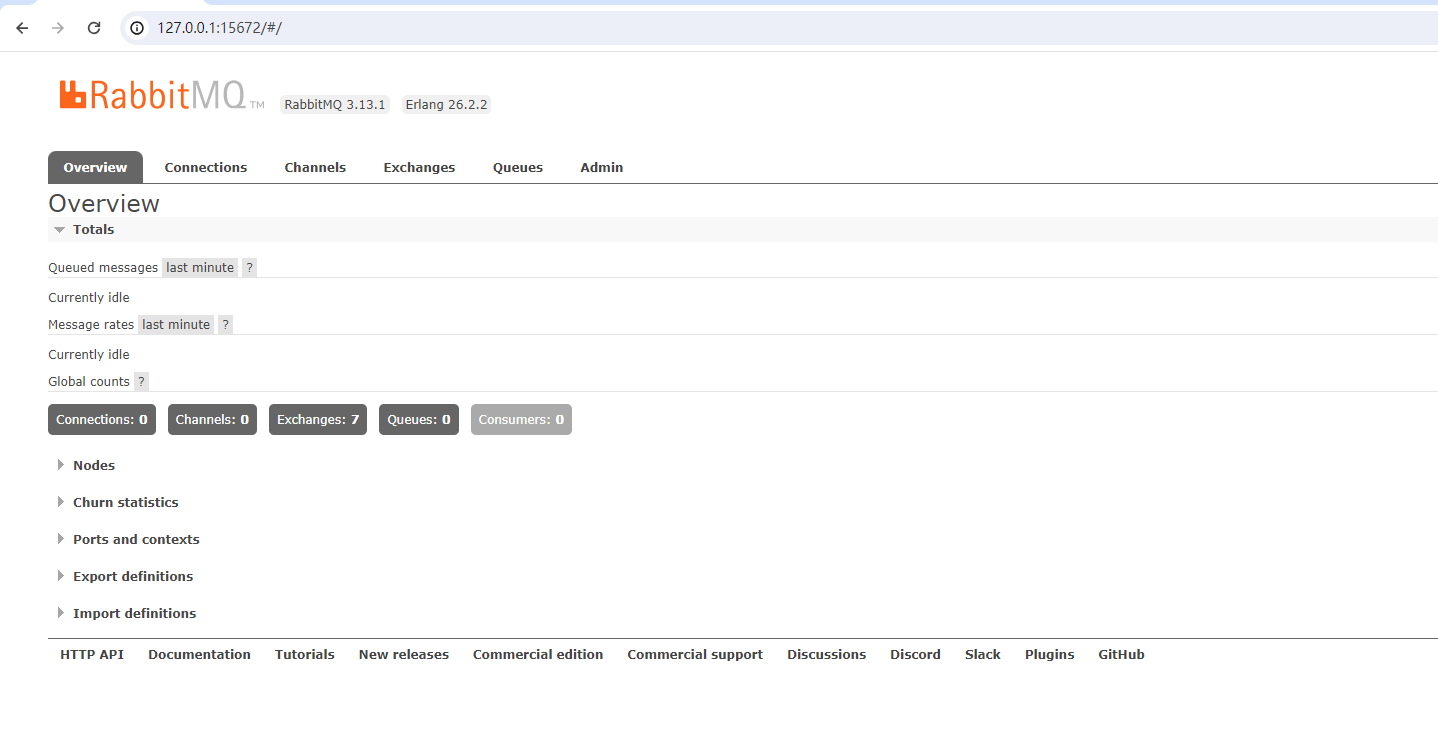 127.0.0.1:15672/#/
RabbitMQ TM RabbitMQ 3.13.1 Erlang 26.2.2
Overview Connections Channels Exchanges Queues Admin
Overview
Totals
Queued messages last minute ?
Currently idle
Message rates last minute ?
Currently idle
Global counts ?
Connections: 0 Channels: 0 Exchanges: 7 Queues: 0 Consumers: 0
Nodes
Churn statistics
Ports and contexts
Export definitions
Import definitions
HTTP API Documentation Tutorials New releases Commercial edition Commercial support Discussions Discord Slack Plugins GitHub